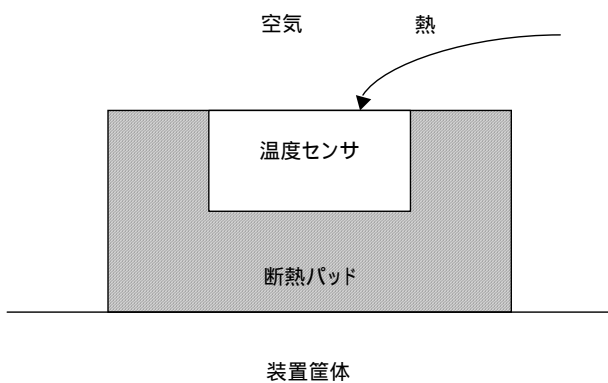 空気
熱
温度センサ
断熱パッド
装置筐体